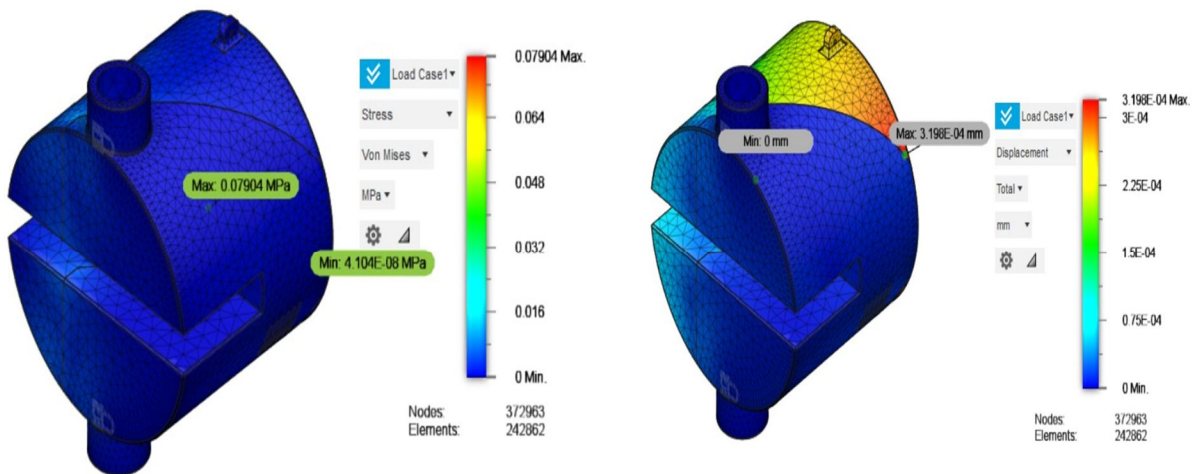 Load Case1
Stress
Von Mises
MPa
0.07904 Max.
0.064
0.048
0.032
0.016
0 Min.
Max: 0.07904 MPa
Min: 4.104E-08 MPa
Nodes: 372963
Elements: 242862
Load Case1
Displacement
Total
mm
3.198E-04 Max.
3E-04
2.25E-04
1.5E-04
0.75E-04
0 Min.
Min: 0 mm
Max: 3.198E-04 mm
Nodes: 372963
Elements: 242862